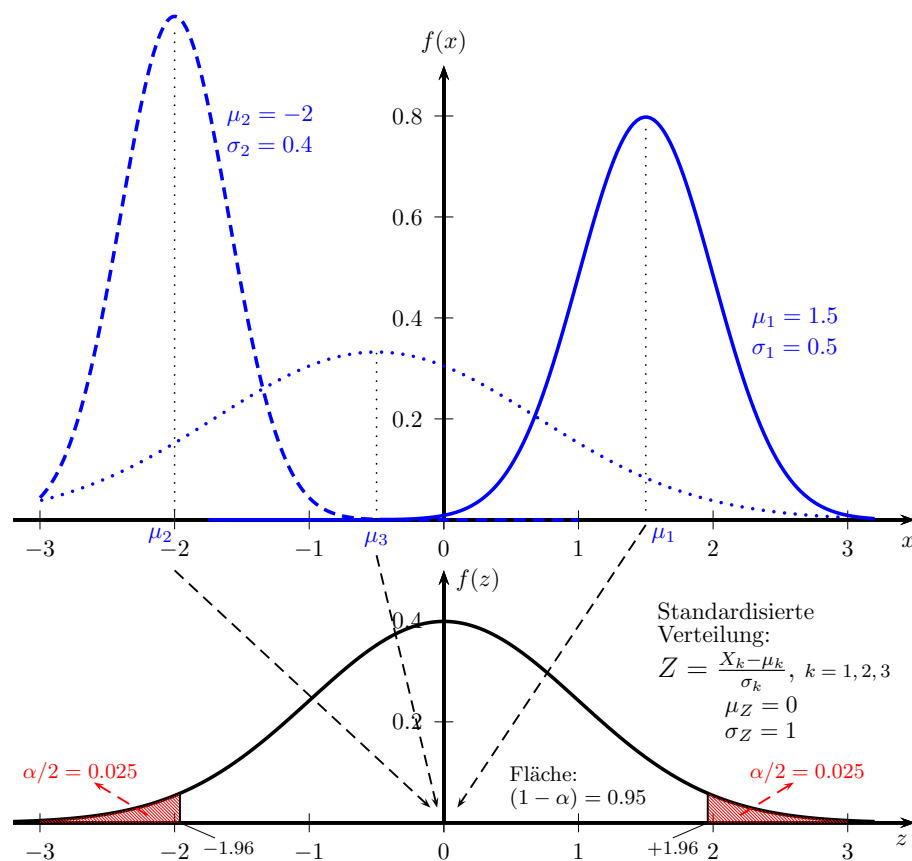 f(x)
0.8
0.6
0.4
0.2
μ₂ = −2
σ₂ = 0.4
μ₁ = 1.5
σ₁ = 0.5
μ₂
μ₃
μ₁
−3 −2 −1 0 1 2 3 x
f(z)
0.4
0.2
Standardisierte
Verteilung:
Z = (X_k−μ_k)/σ_k, k = 1, 2, 3
μ_Z = 0
σ_Z = 1
α/2 = 0.025
Fläche:
(1 − α) = 0.95
α/2 = 0.025
−1.96
+1.96
−3 −2 −1 0 1 2 3 z